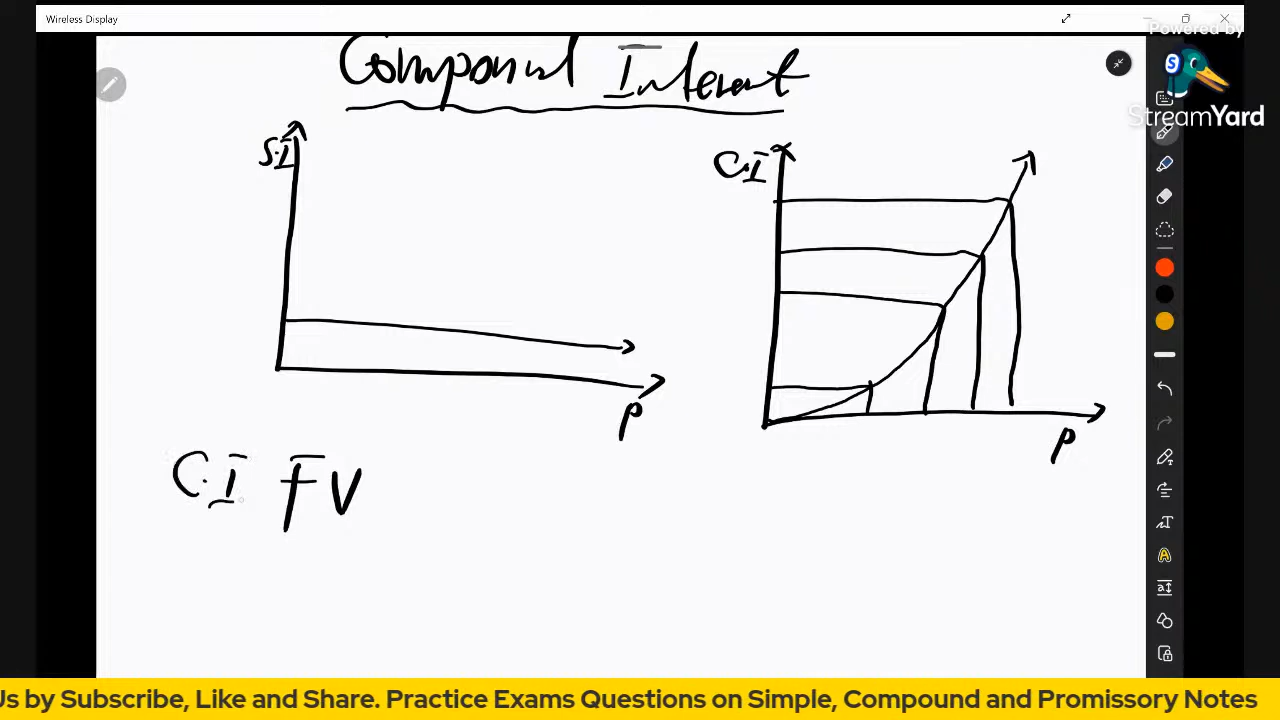 Wireless Display
Powered by
StreamYard
Compound Interest
S.I
C.I
P
P
C.I FV
Us by Subscribe, Like and Share. Practice Exams Questions on Simple, Compound and Promissory Notes